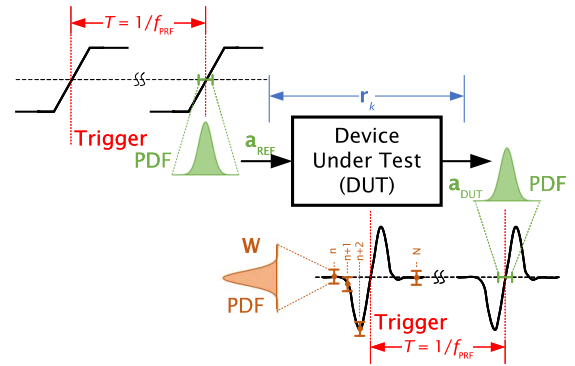 T = 1/fPRF
Trigger
PDF
aREF
rk
Device
Under Test
(DUT)
aDUT
PDF
W
PDF
n
n+1
n+2
N
Trigger
T = 1/fPRF